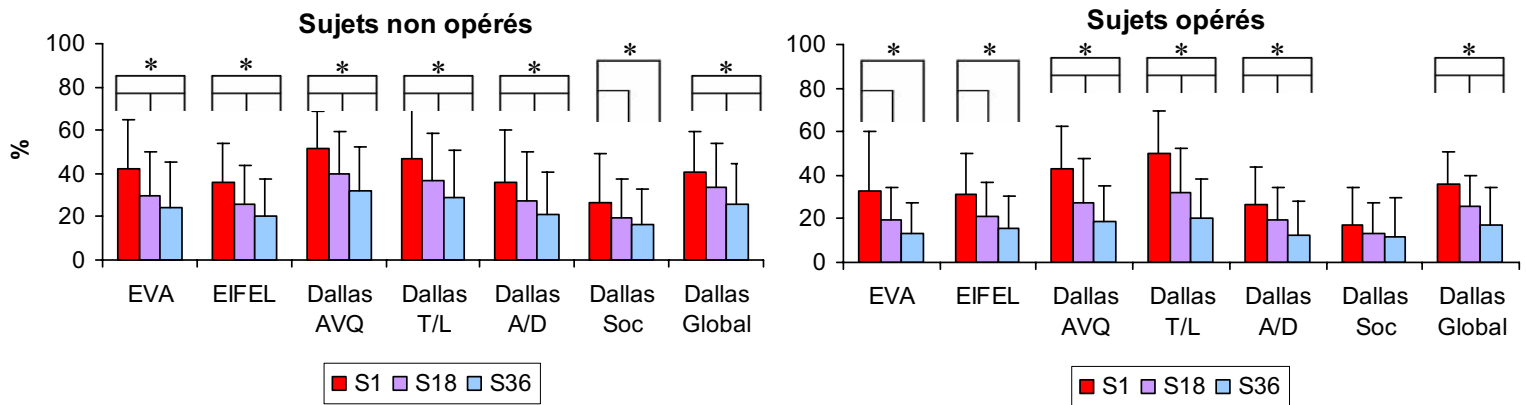 Sujets non opérés
%
100
80
60
40
20
0
* * * * * * *
EVA EIFEL Dallas AVQ Dallas T/L Dallas A/D Dallas Soc Dallas Global
S1 S18 S36
Sujets opérés
100
80
60
40
20
0
* * * * * *
EVA EIFEL Dallas AVQ Dallas T/L Dallas A/D Dallas Soc Dallas Global
S1 S18 S36